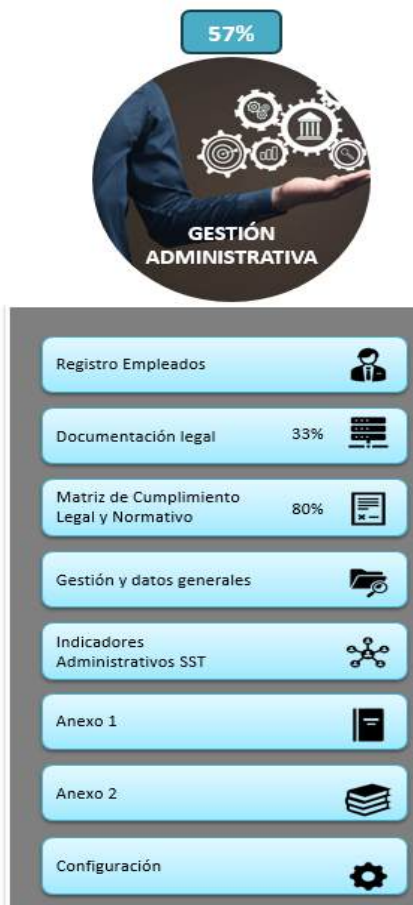 57%
GESTIÓN
ADMINISTRATIVA
Registro Empleados
Documentación legal 33%
Matriz de Cumplimiento
Legal y Normativo 80%
Gestión y datos generales
Indicadores
Administrativos SST
Anexo 1
Anexo 2
Configuración